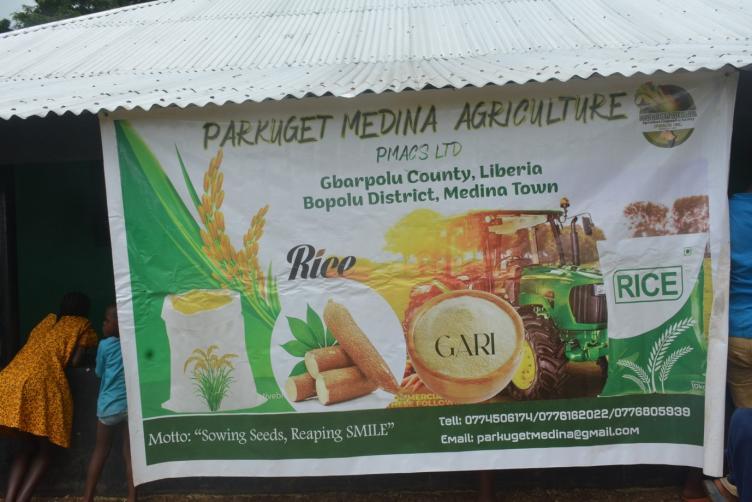 PARKUGET MEDINA AGRICULTURE
PMACS LTD
Gbarpolu County, Liberia
Bopolu District, Medina Town
Rice
RICE
GARI
Motto: "Sowing Seeds, Reaping SMILE"
Tell: 0774506174/0776162022/0776805939
Email: parkugetmedina@gmail.com